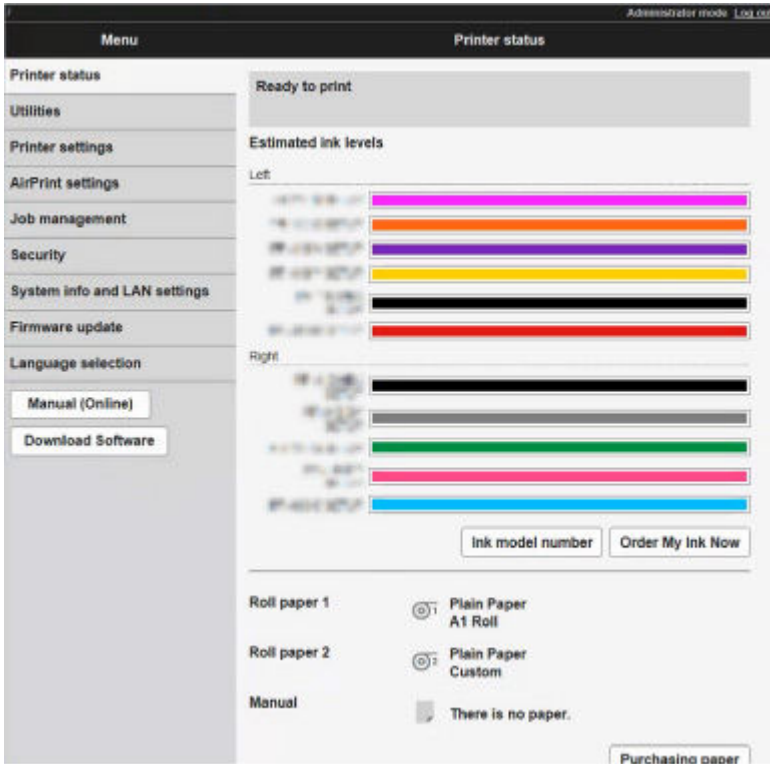 Administrator mode Log out
Menu
Printer status
Printer status
Utilities
Printer settings
AirPrint settings
Job management
Security
System info and LAN settings
Firmware update
Language selection
Manual (Online)
Download Software
Ready to print
Estimated ink levels
Left
Right
Ink model number
Order My Ink Now
Roll paper 1
1
Plain Paper
A1 Roll
Roll paper 2
2
Plain Paper
Custom
Manual
There is no paper.
Purchasing paper